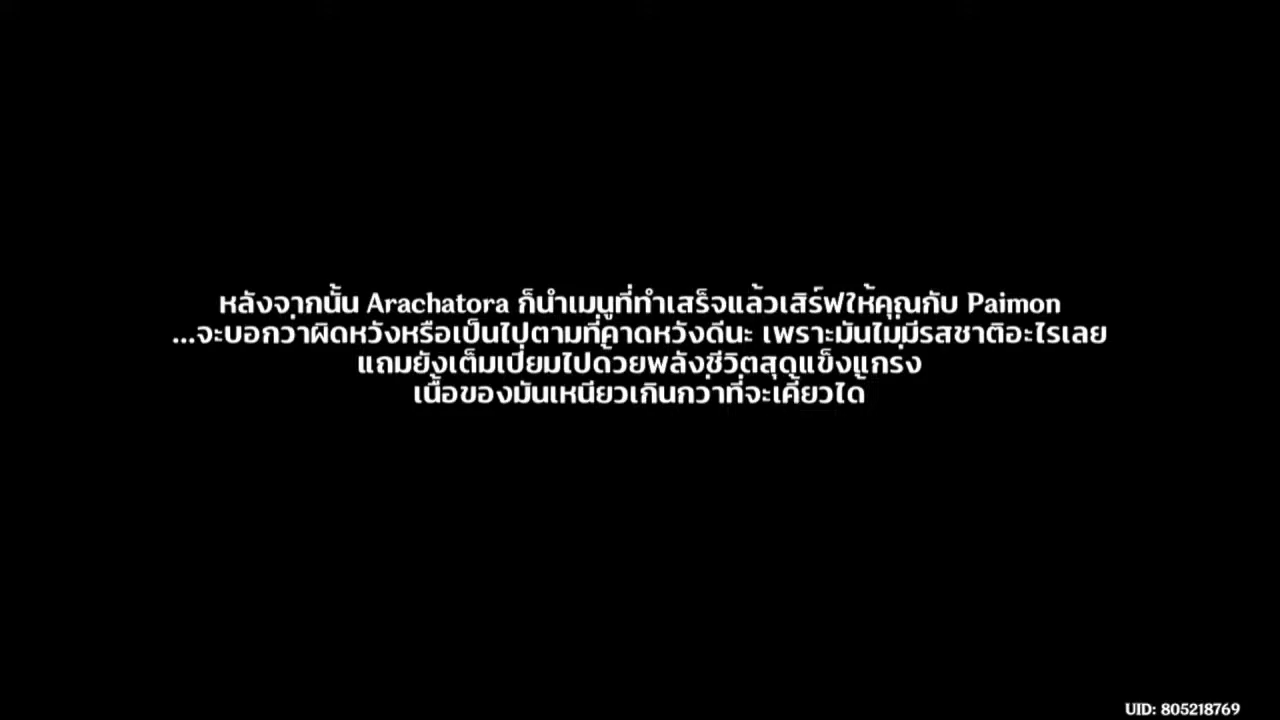 หลังจากนั้น Arachatora ก็นำเมนูที่ทำเสร็จแล้วเสิร์ฟให้คุณกับ Paimon
...จะบอกว่าผิดหวังหรือเป็นไปตามที่คาดหวังดีนะ เพราะมันไม่มีรสชาติอะไรเลย
แถมยังเต็มเปี่ยมไปด้วยพลังชีวิตสุดแข็งแกร่ง
เนื้อของมันเหนียวเกินกว่าที่จะเคี้ยวได้
UID: 805218769